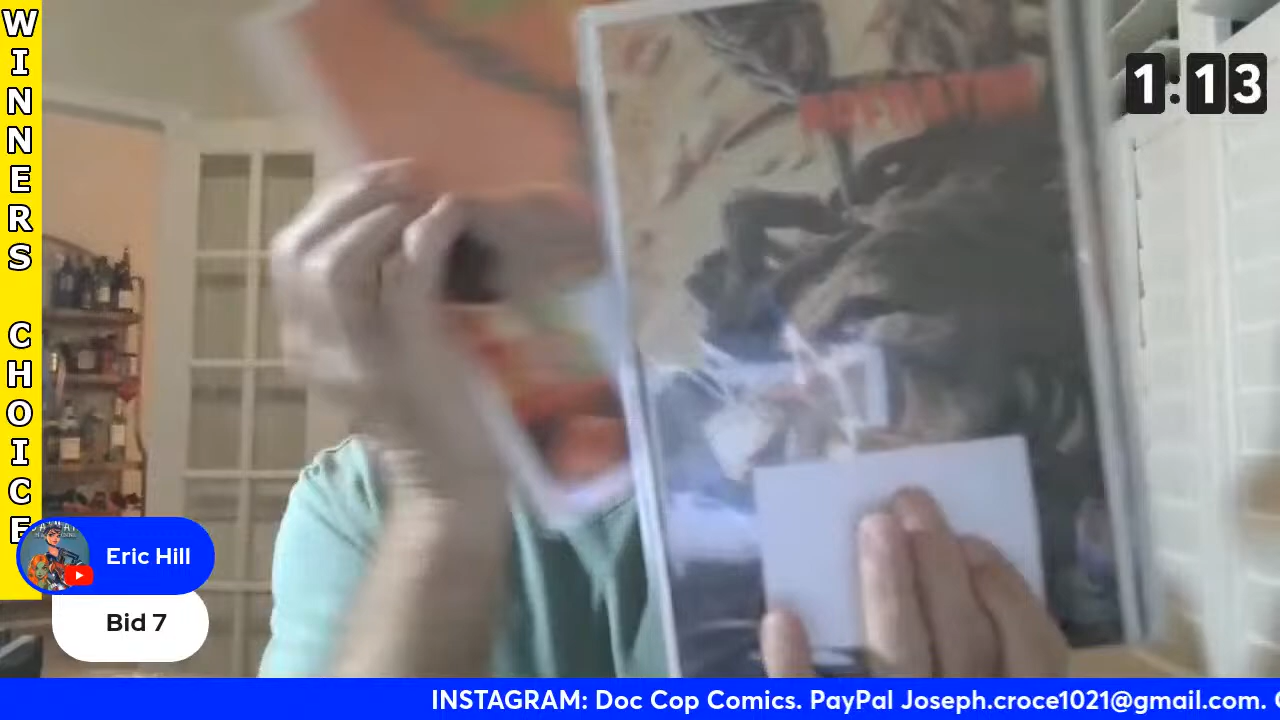 WINNERS CHOICE
1:13
Eric Hill
Bid 7
INSTAGRAM: Doc Cop Comics. PayPal Joseph.croce1021@gmail.com.